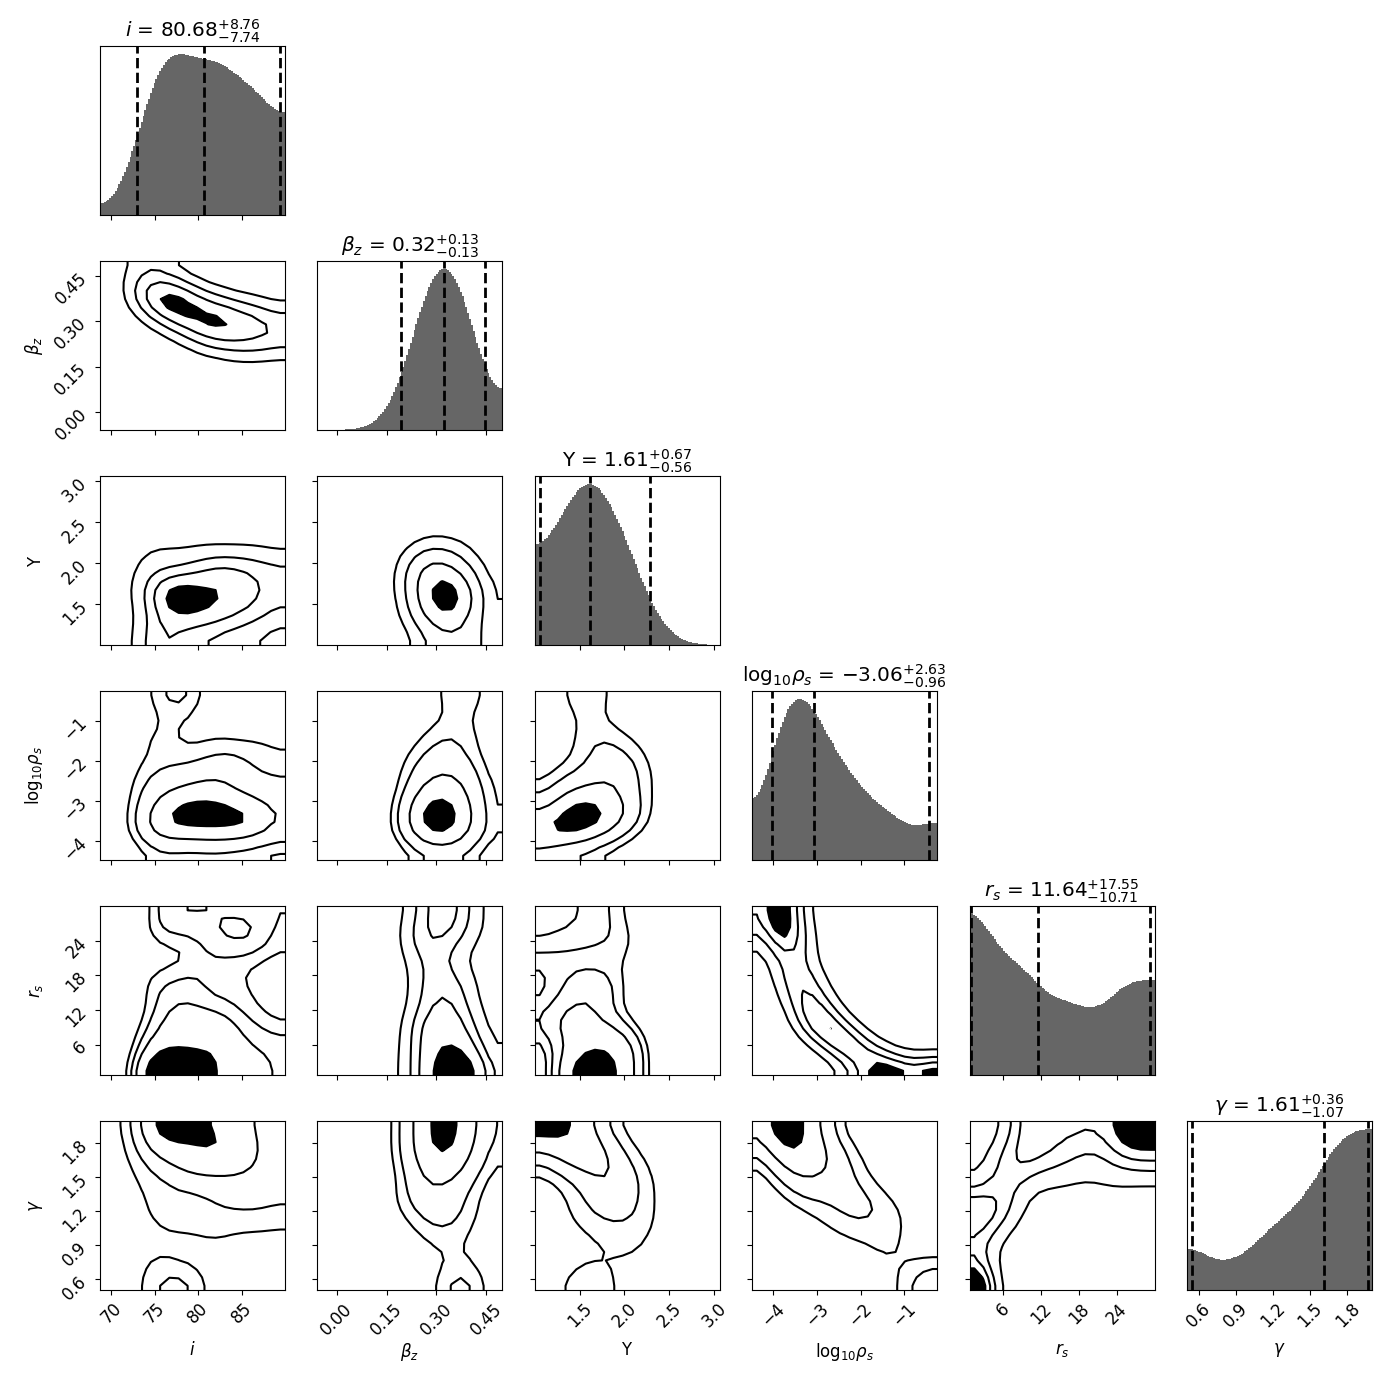 i = 80.68 +8.76 −7.74
0.45
0.30
0.15
0.00
β_z
β_z = 0.32 +0.13 −0.13
3.0
2.5
2.0
1.5
Y
Y = 1.61 +0.67 −0.56
−1
−2
−3
−4
log₁₀ρ_s
log₁₀ρ_s = −3.06 +2.63 −0.96
24
18
12
6
r_s
r_s = 11.64 +17.55 −10.71
1.8
1.5
1.2
0.9
0.6
γ
γ = 1.61 +0.36 −1.07
70 75 80 85
i
0.00 0.15 0.30 0.45
β_z
1.5 2.0 2.5 3.0
Y
−4 −3 −2 −1
log₁₀ρ_s
6 12 18 24
r_s
0.6 0.9 1.2 1.5 1.8
γ